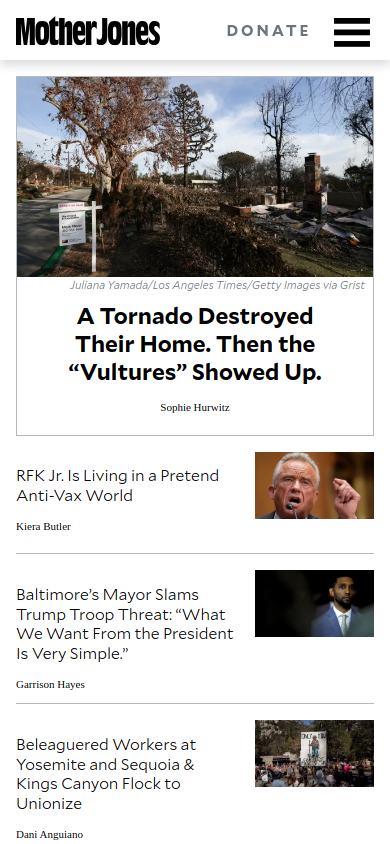 Mother Jones
DONATE
Juliana Yamada/Los Angeles Times/Getty Images via Grist
A Tornado Destroyed
Their Home. Then the
“Vultures” Showed Up.
Sophie Hurwitz
RFK Jr. Is Living in a Pretend
Anti-Vax World
Kiera Butler
Baltimore’s Mayor Slams
Trump Troop Threat: “What
We Want From the President
Is Very Simple.”
Garrison Hayes
Beleaguered Workers at
Yosemite and Sequoia &
Kings Canyon Flock to
Unionize
Dani Anguiano